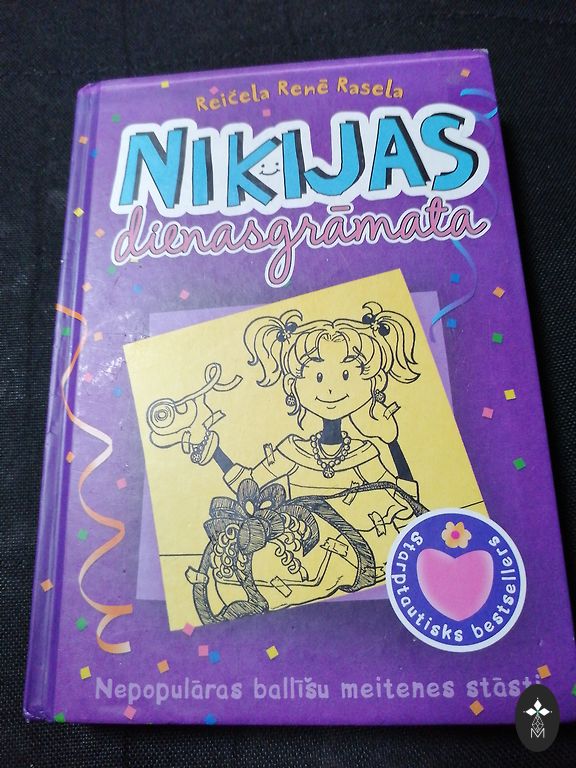 Reičela Renē Rasela
NIKIJAS
dienasgrāmata
starptautisks bestsellers
Nepopulāras ballīšu meitenes stāsti
M